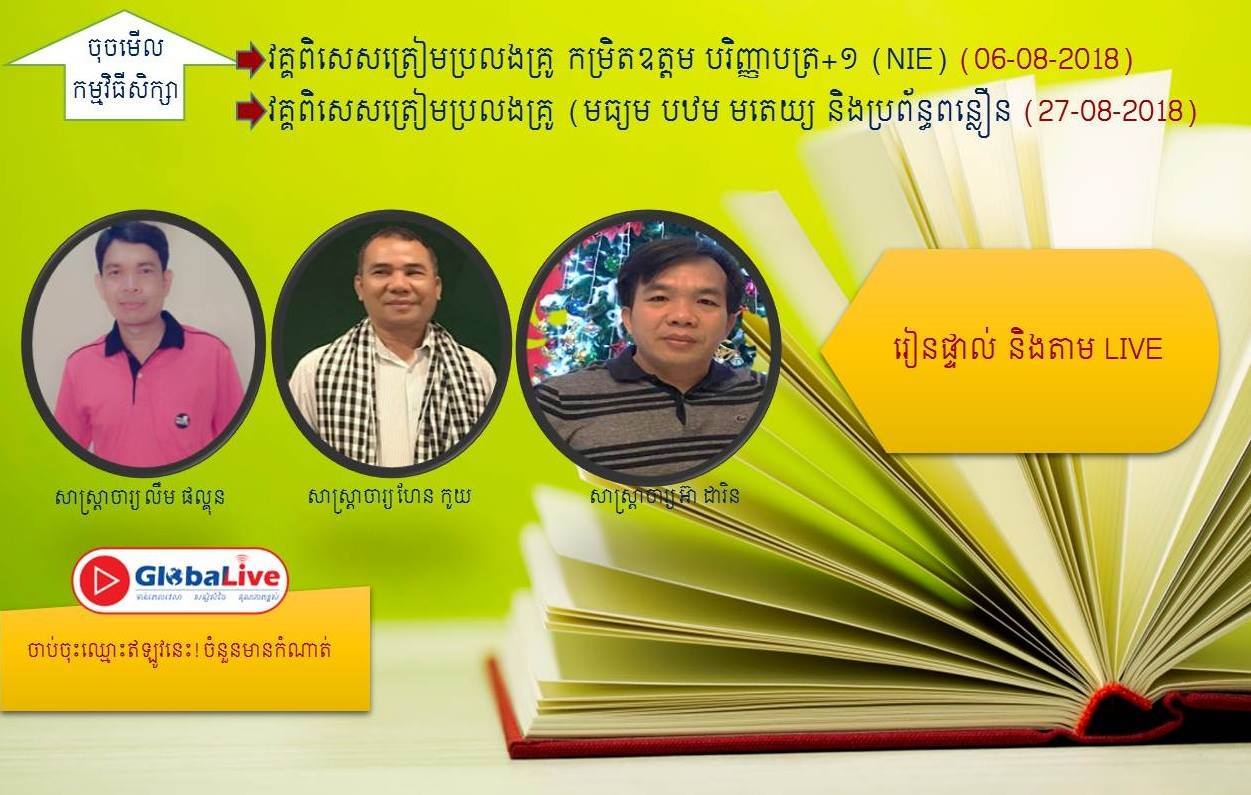 ចុចមើល
កម្មវិធីសិក្សា
វគ្គពិសេសត្រៀមប្រលងគ្រូ កម្រិតឧត្តម បរិញ្ញាបត្រ+១ (NIE) (06-08-2018)
វគ្គពិសេសត្រៀមប្រលងគ្រូ (មធ្យម បឋម មតេយ្យ និងប្រព័ន្ធពន្លឿន (27-08-2018)
រៀនផ្ទាល់ និងតាម LIVE
សាស្ត្រាចារ្យ លឹម ផល្គុន
សាស្ត្រាចារ្យ ហែន កូយ
សាស្ត្រាចារ្យ អ៊ា ដារិន
GlobaLive
ចាប់ចុះឈ្មោះឥឡូវនេះ! ចំនួនមានកំណាត់